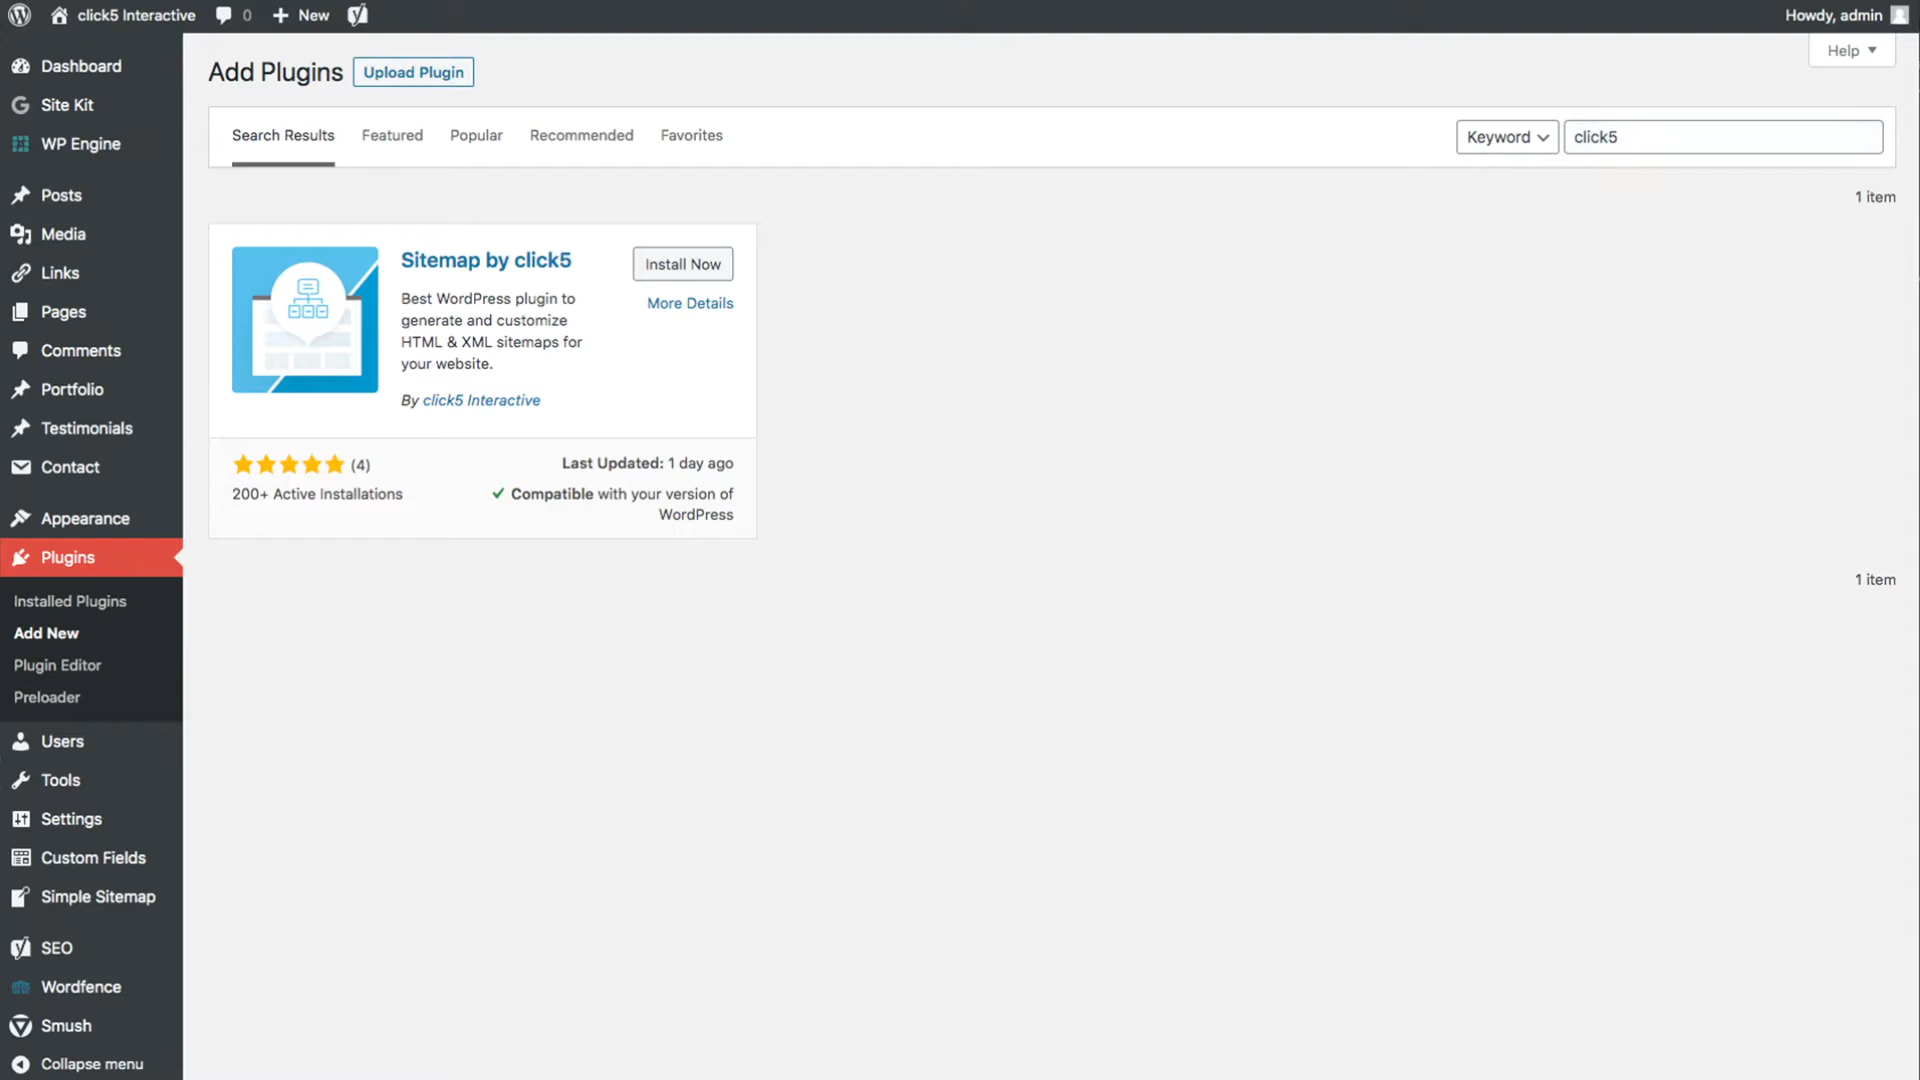 click5 Interactive 0 New Howdy, admin
Help
Dashboard
Site Kit
WP Engine
Posts
Media
Links
Pages
Comments
Portfolio
Testimonials
Contact
Appearance
Plugins
Installed Plugins
Add New
Plugin Editor
Preloader
Users
Tools
Settings
Custom Fields
Simple Sitemap
SEO
Wordfence
Smush
Collapse menu
Add Plugins Upload Plugin
Search Results Featured Popular Recommended Favorites Keyword click5
1 item
Sitemap by click5
Install Now
More Details
Best WordPress plugin to
generate and customize
HTML & XML sitemaps for
your website.
By click5 Interactive
(4)
Last Updated: 1 day ago
200+ Active Installations
Compatible with your version of
WordPress
1 item